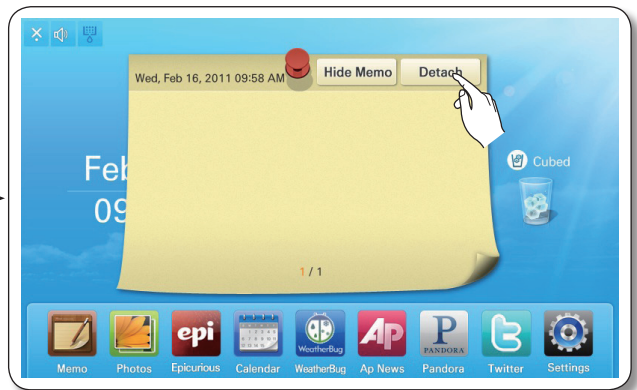 Wed, Feb 16, 2011 09:58 AM
Hide Memo
Detach
Feb
09
Cubed
1 / 1
epi
WeatherBug
AP
P
PANDORA
Memo
Photos
Epicurious
Calendar
WeatherBug
Ap News
Pandora
Twitter
Settings